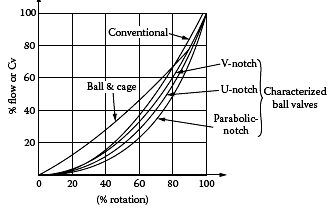 100
Conventional
80
V-notch
% flow or Cv
60
Ball & cage
U-notch
Characterized
ball valves
40
Parabolic-
notch
20
0 20 40 60 80 100
(% rotation)